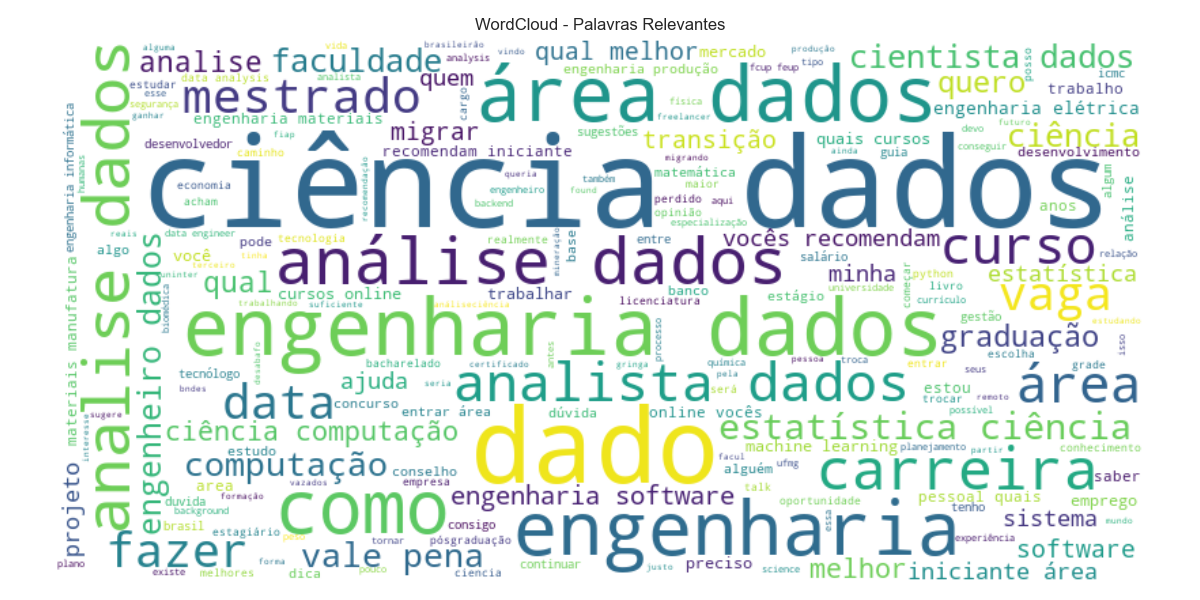 WordCloud - Palavras Relevantes
alguma
vida
brasileirão
vindo
produção
analise
faculdade
qual melhor
mercado
cientista dados
data analysis
analista
analysis
quem
engenharia produção
fcup feup
tipo
posso
icmc
estudar
esse
mestrado
cargo
área dados
quero
trabalho
segurança
ganhar
engenharia materiais
física
freelancer
engenharia elétrica
futuro
fiap
migrar
sugestões
transição
quais cursos
devo
conseguir
ciência
desenvolvedor
caminho
recomendam iniciante
migrando
ainda
guia
desenvolvimento
engenharia informática
humanas
analise dados
ciência dados
economia
acham
recomendação
queria
engenheiro
backend
também
found
matemática
maior
perdido
opinião
aqui
especialização
anos
algum
análise
reais
algo
data engineer
uninter
terceiro
você
tinha
pode
tecnologia
realmente
mineração
base
entre
vocês recomendam
salário
curso
relação
análise dados
minha
universidade
estatística
python
livro
começar
currículo
vaga
materiais manufatura
engenheiro dados
biomédica
qual
cursos online
trabalhar
trabalhando
suficiente
análiseciência
licenciatura
banco
estágio
gestão
estudando
engenharia dados
processo
graduação
escolha
isso
desabafo
tecnólogo
bndes
bacharelado
certificado
antes
gringa
química
pessoa
troca
entrar
seus
grade
ajuda
seria
pela
será
data
concurso
analista dados
estou
trocar
remoto
possível
área
sugere
interesse
entrar área
dúvida
online vocês
ciência computação
dado
estatística ciência
estudo
machine learning
planejamento
partir
conhecimento
computação
conselho
facul
alguém
ufmg
carreira
saber
projeto
area
formação
empresa
vazados
engenharia software
talk
oportunidade
pessoal quais
emprego
duvida
background
como
tenho
brasil
estagiário
peso
consigo
tornar
pósgraduação
engenharia
essa
sistema
mundo
experiência
fazer
vale pena
continuar
preciso
software
plano
existe
melhores
forma
dica
pouco
ciencia
justo
science
melhor
iniciante área